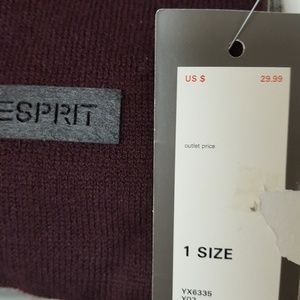 ESPRIT
US $ 29.99
outlet price
1 SIZE
YX6335